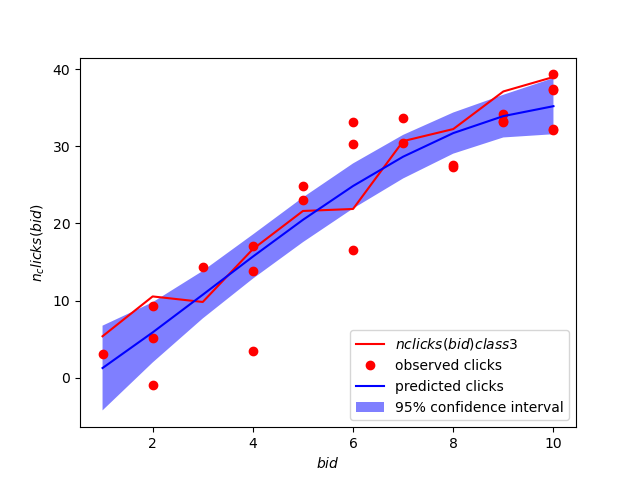 40
30
20
10
0
n_clicks(bid)
nclicks(bid)class3
observed clicks
predicted clicks
95% confidence interval
2 4 6 8 10
bid